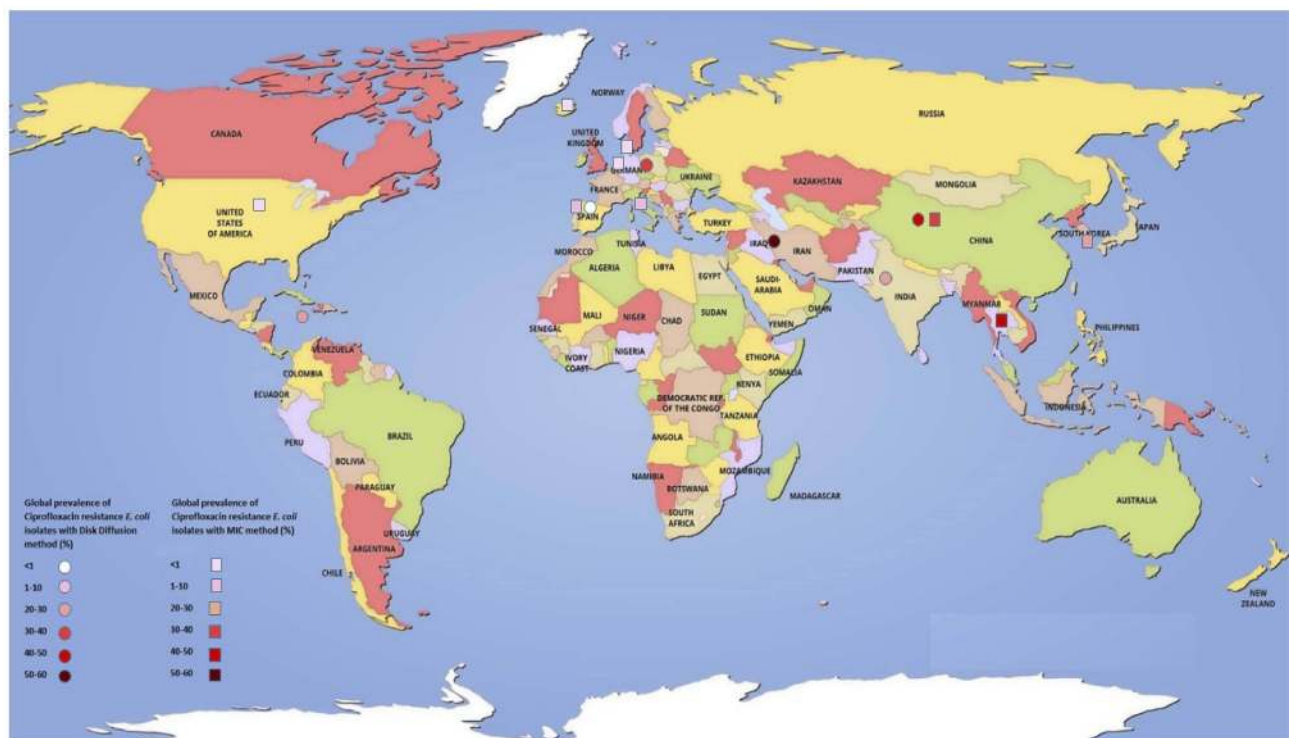 NORWAY
RUSSIA
CANADA
UNITED
KINGDOM
GERMAN
UKRAINE
KAZAKHSTAN
MONGOLIA
FRANCE
UNITED
STATES
OF AMERICA
SPAIN
TURKEY
CHINA
SOUTH KOREA
JAPAN
TUNISIA
IRAQ
IRAN
MOROCCO
ALGERIA
LIBYA
EGYPT
PAKISTAN
SAUDI-
ARABIA
MEXICO
INDIA
OMAN
MYANMAR
MALI
NIGER
CHAD
SUDAN
YEMEN
SENEGAL
PHILIPPINES
VENEZUELA
IVORY
COAST
NIGERIA
ETHIOPIA
COLOMBIA
SOMALIA
ECUADOR
KENYA
DEMOCRATIC REP.
OF THE CONGO
INDONESIA
TANZANIA
BRAZIL
PERU
ANGOLA
BOLIVIA
MOZAMBIQUE
NAMIBIA
BOTSWANA
MADAGASCAR
PARAGUAY
AUSTRALIA
SOUTH
AFRICA
URUGUAY
ARGENTINA
CHILE
NEW
ZEALAND
Global prevalence of
Ciprofloxacin resistance E. coli
isolates with Disk Diffusion
method (%)
<1
1-10
20-30
30-40
40-50
50-60
Global prevalence of
Ciprofloxacin resistance E. coli
isolates with MIC method (%)
<1
1-10
20-30
30-40
40-50
50-60